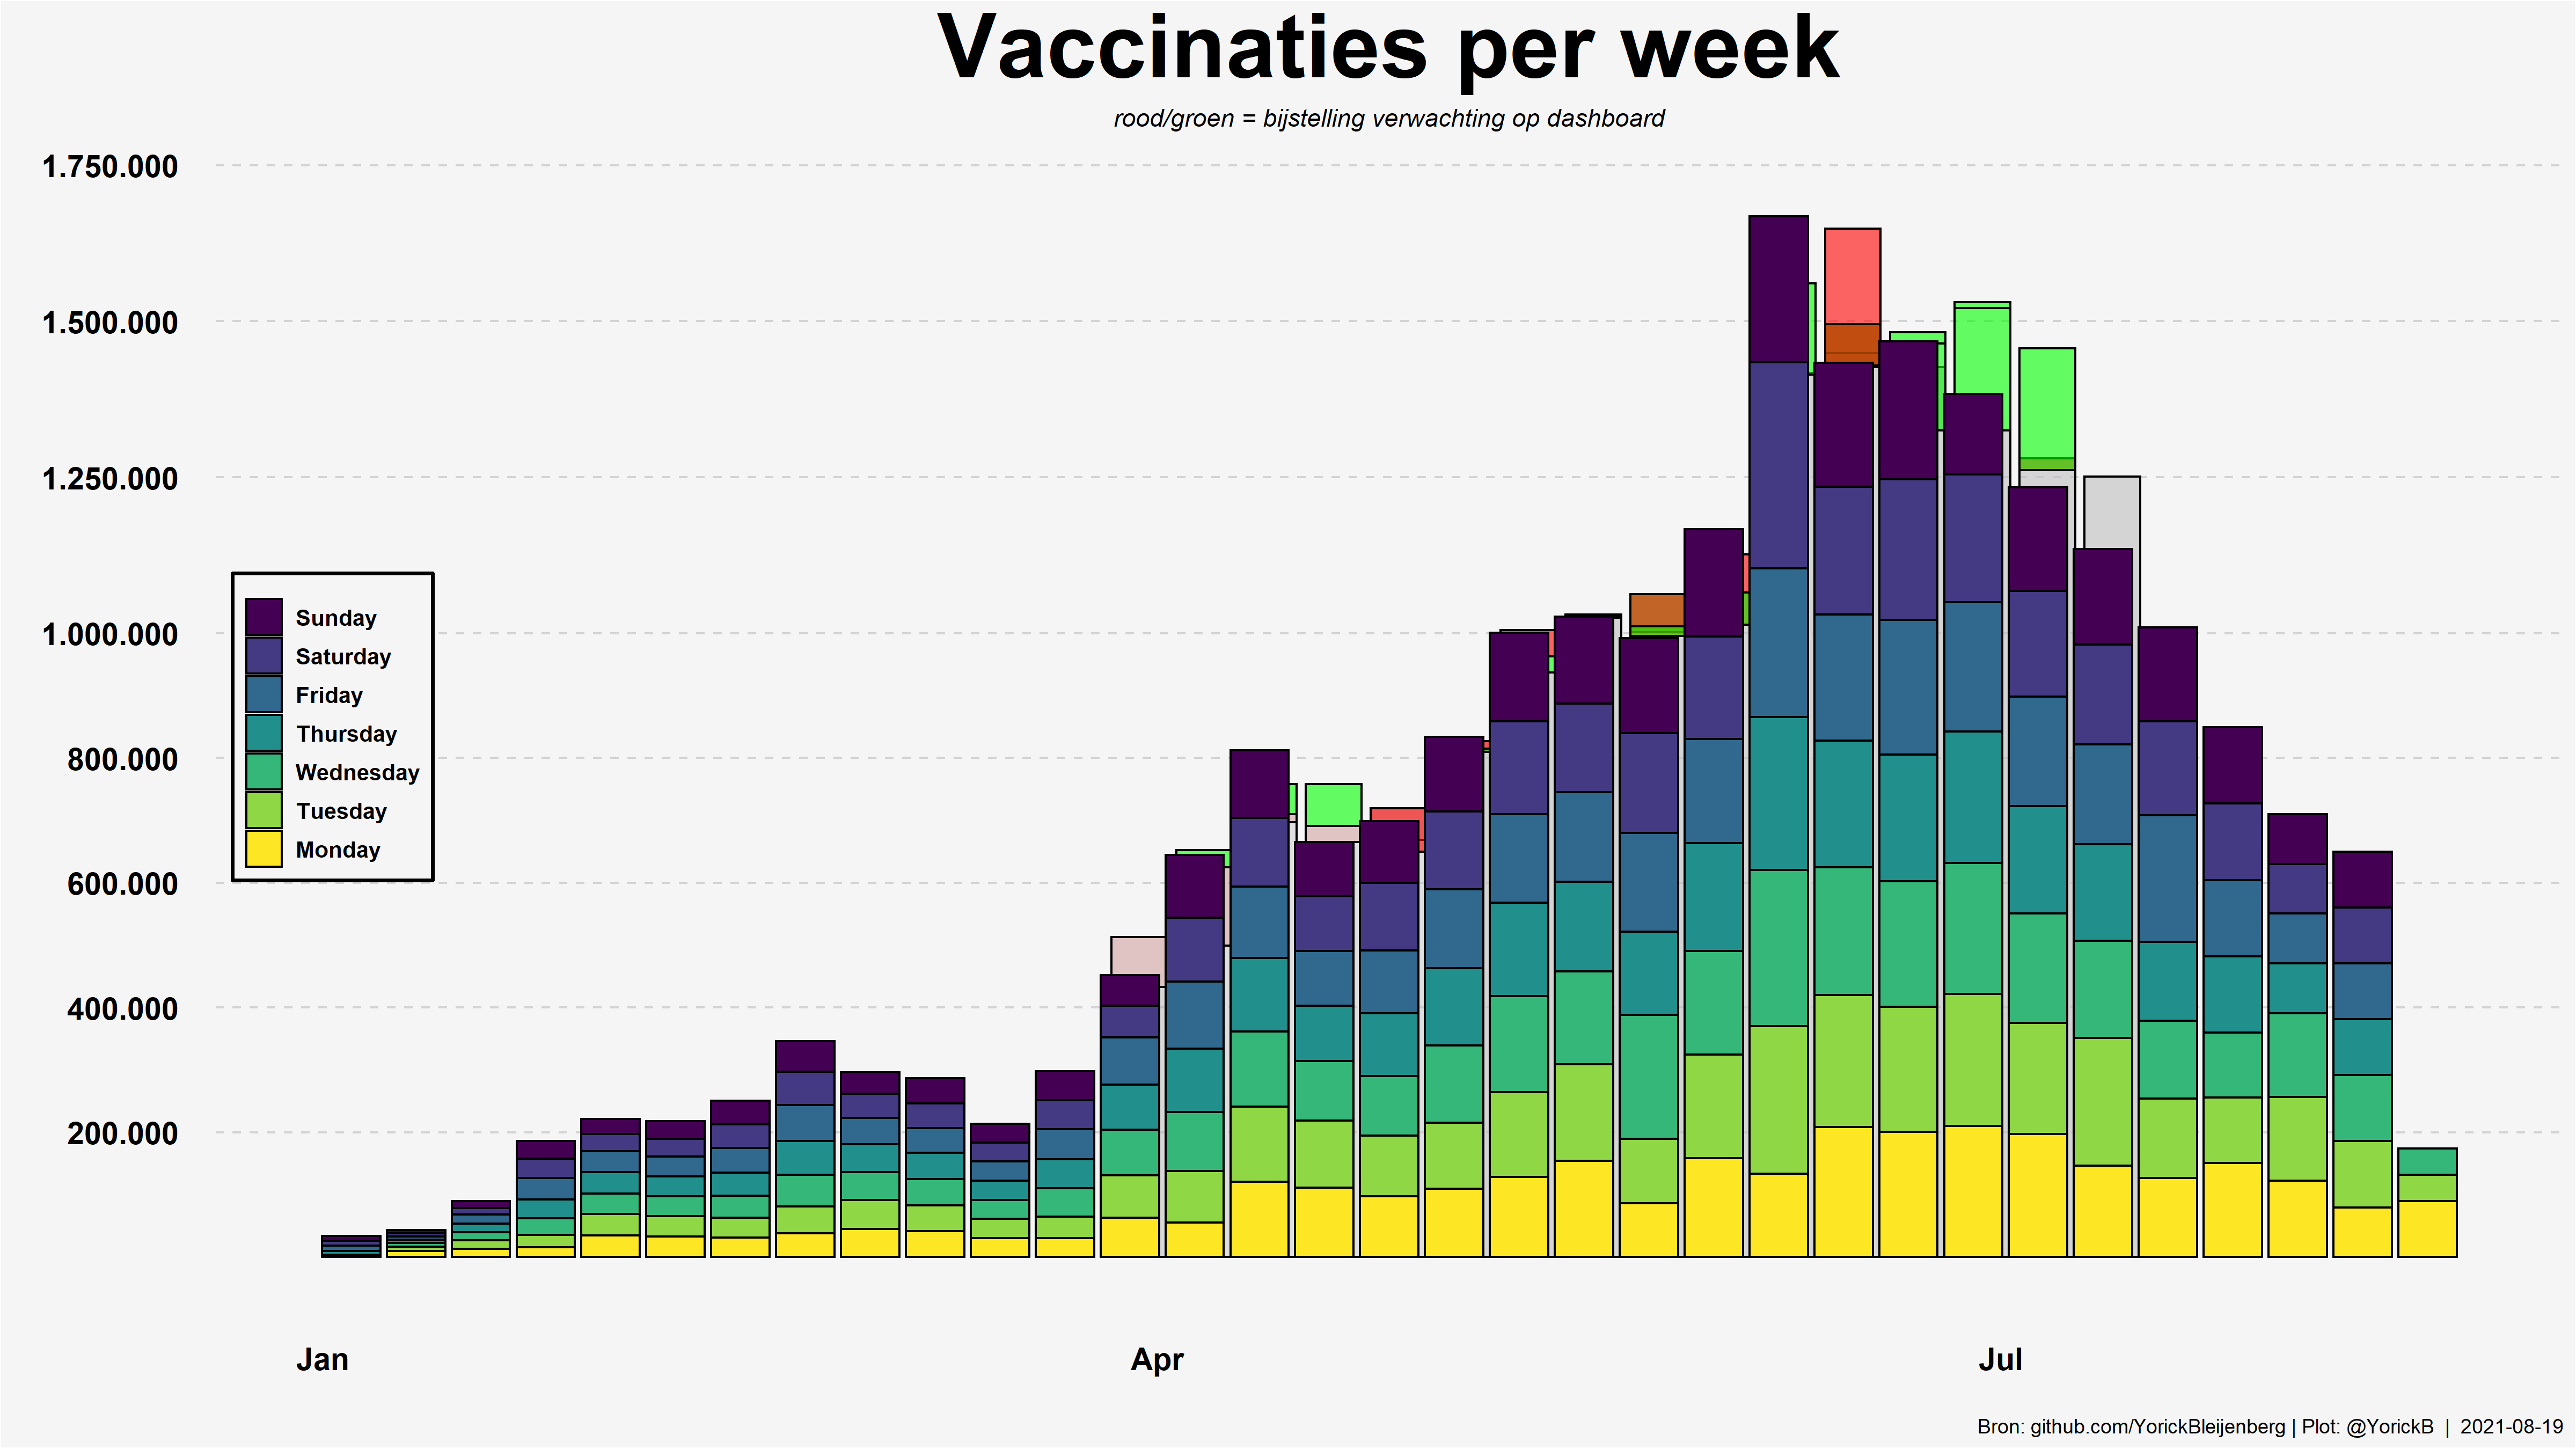 Vaccinaties per week
rood/groen = bijstelling verwachting op dashboard
1.750.000
1.500.000
1.250.000
1.000.000
800.000
600.000
400.000
200.000
Sunday
Saturday
Friday
Thursday
Wednesday
Tuesday
Monday
Jan Apr Jul
Bron: github.com/YorickBleijenberg | Plot: @YorickB | 2021-08-19